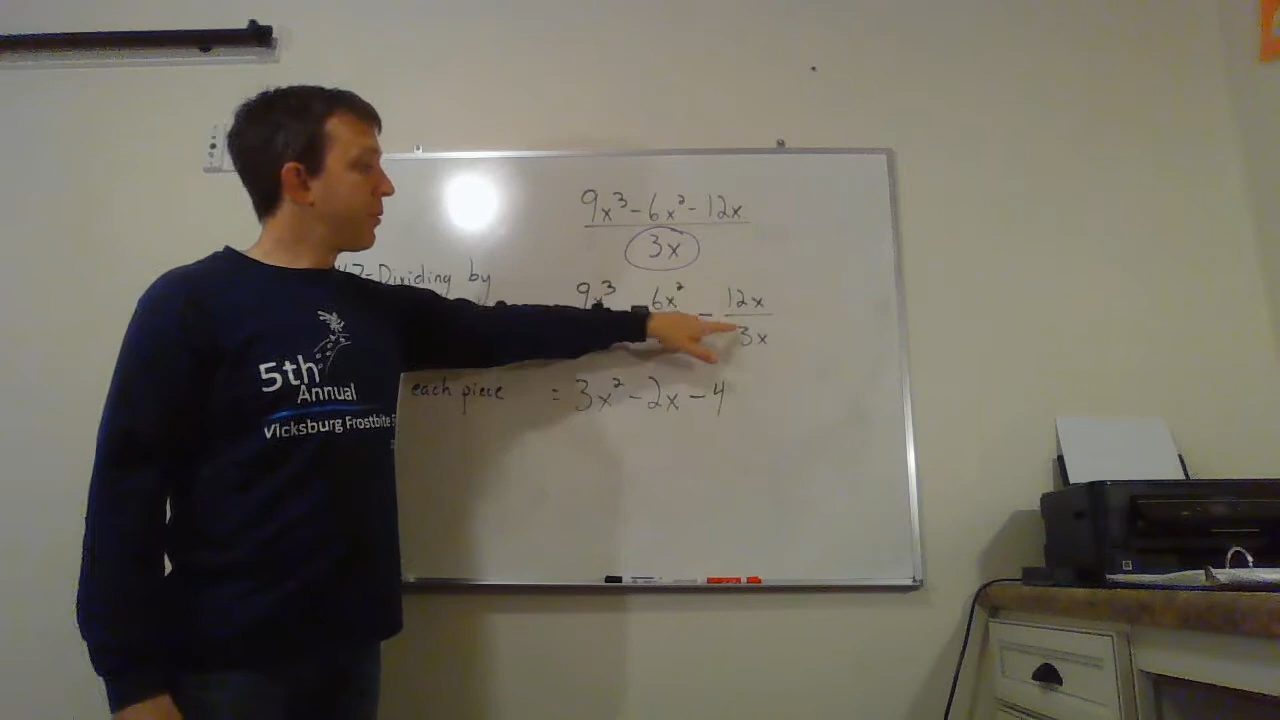 9x³ - 6x² - 12x
3x
Dividing by
9x³ 6x² - 12x
3x
each piece = 3x² - 2x - 4
5th
Annual
Vicksburg Frostbite